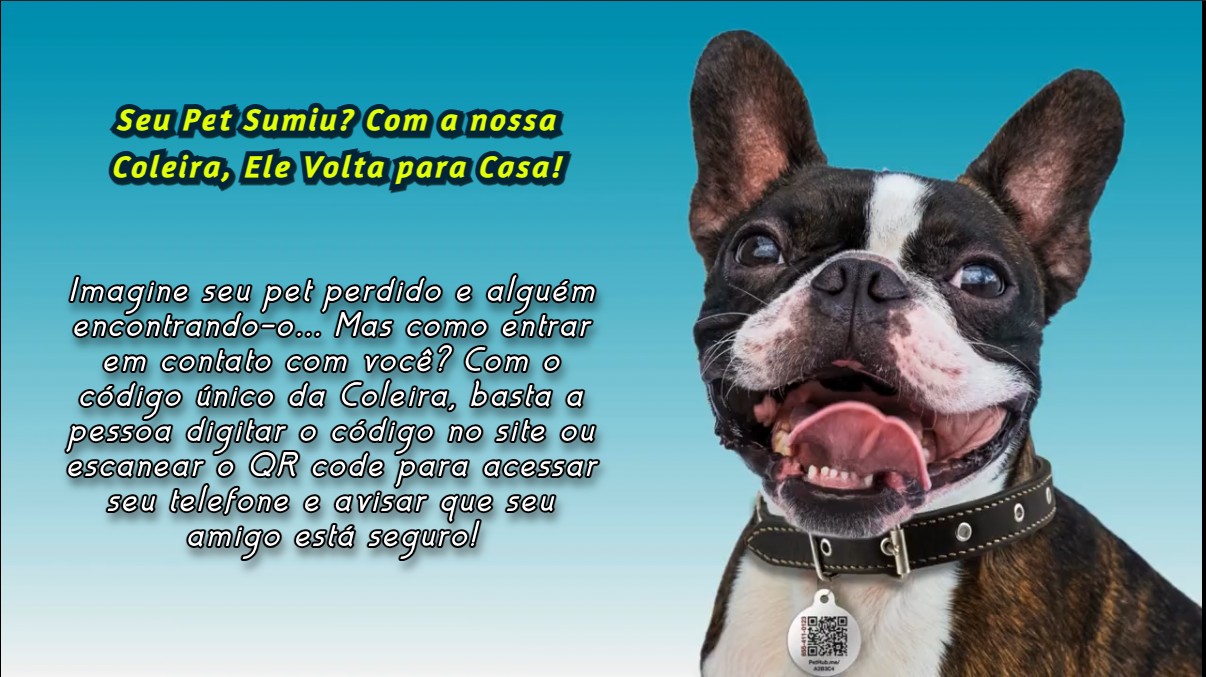 Seu Pet Sumiu? Com a nossa
Coleira, Ele Volta para Casa!
Imagine seu pet perdido e alguém
encontrando-o... Mas como entrar
em contato com você? Com o
código único da Coleira, basta a
pessoa digitar o código no site ou
escanear o QR code para acessar
seu telefone e avisar que seu
amigo está seguro!
PetHub.me/